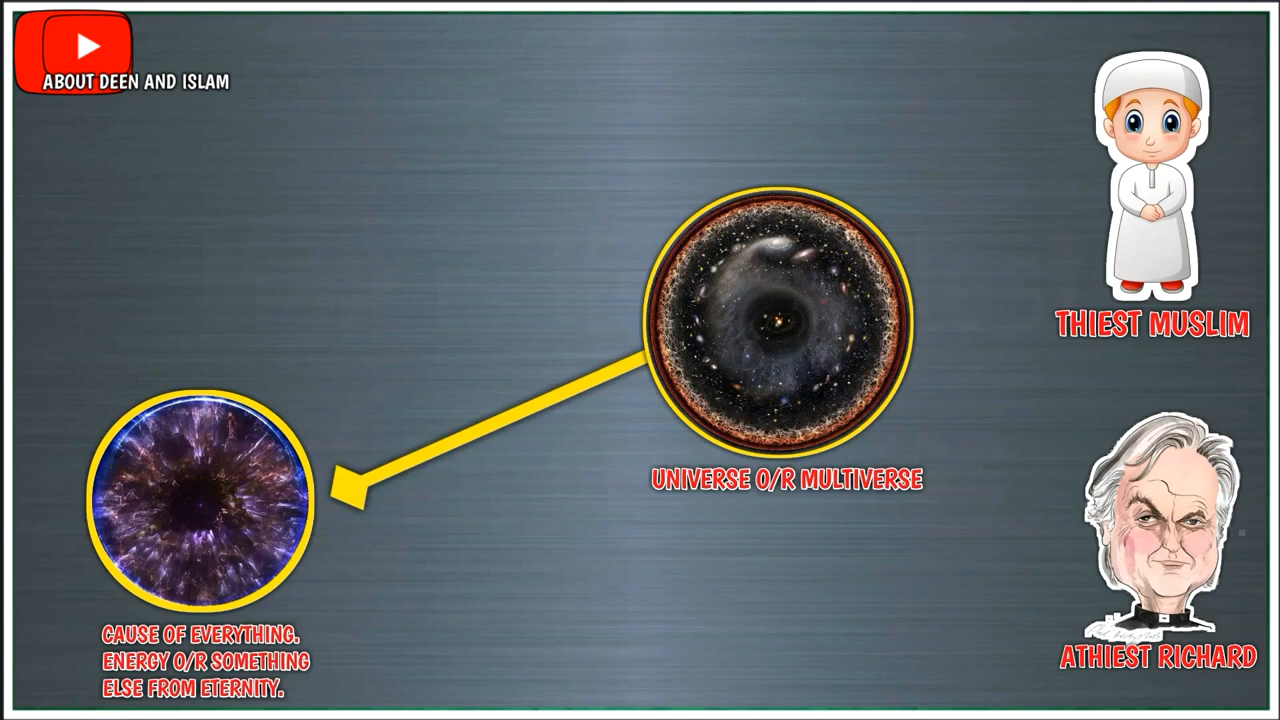 ABOUT DEEN AND ISLAM
THIEST MUSLIM
UNIVERSE O/R MULTIVERSE
CAUSE OF EVERYTHING.
ENERGY O/R SOMETHING
ELSE FROM ETERNITY.
ATHIEST RICHARD